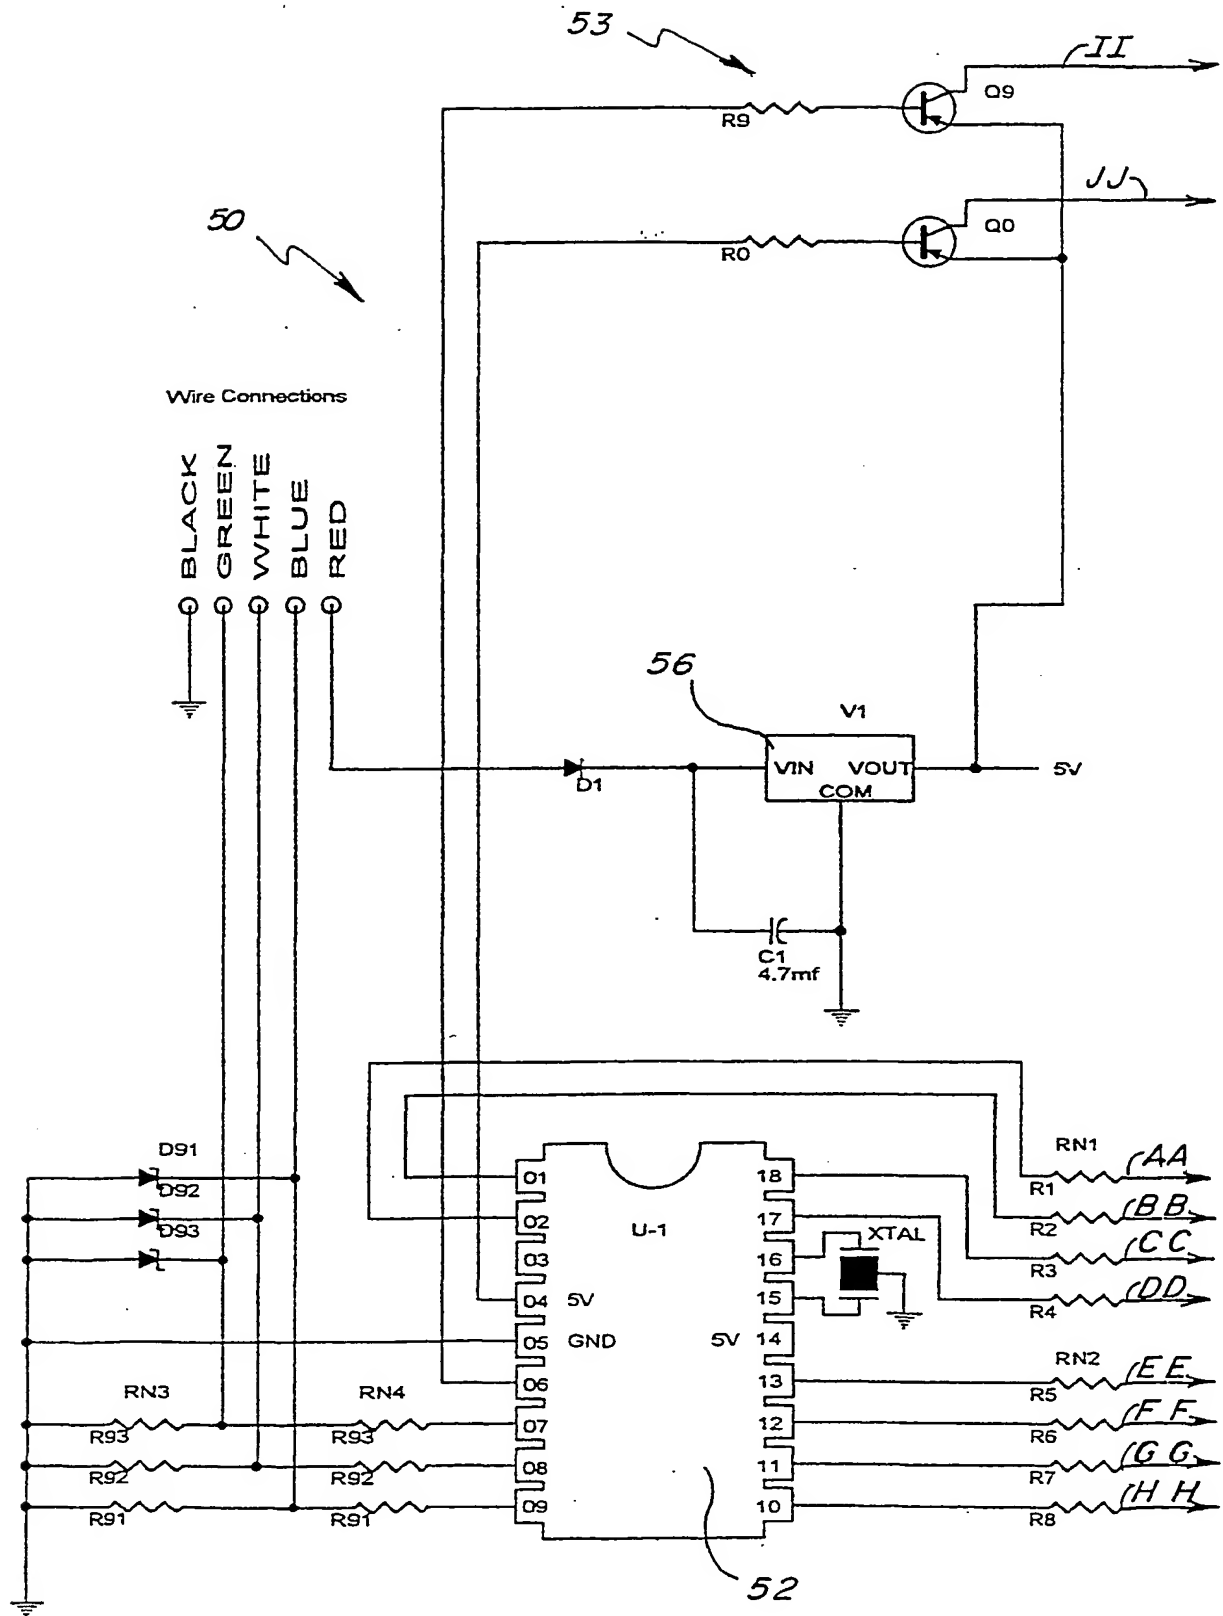 53
II
Q9
R9
JJ
50
Q0
R0
Wire Connections
BLACK
GREEN
WHITE
BLUE
RED
56
V1
VIN
VOUT
COM
5V
D1
C1
4.7mf
D91
D92
D93
RN1
AA
R1
BB
R2
CC
R3
DD
R4
U-1
XTAL
01
02
03
04 5V
05 GND
06
07
08
09
18
17
16
15
5V 14
13
12
11
10
RN2
EE
R5
FF
R6
GG
R7
HH
R8
RN3
RN4
R93
R93
R92
R92
R91
R91
52